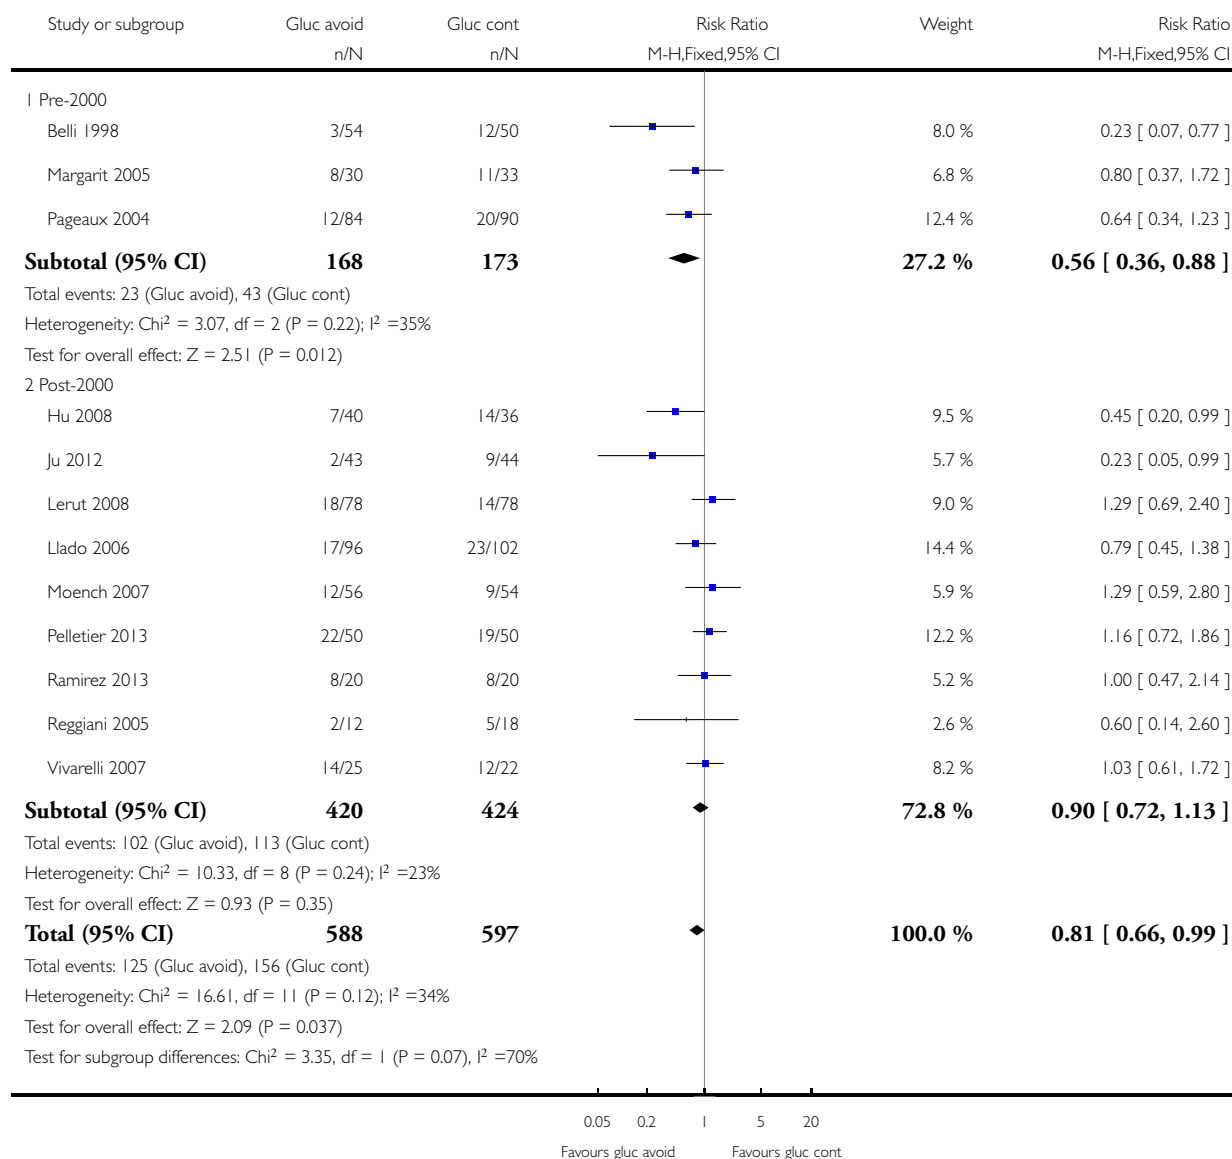 Study or subgroup Gluc avoid Gluc cont Risk Ratio Weight Risk Ratio
n/N n/N M-H,Fixed,95% CI M-H,Fixed,95% CI
1 Pre-2000
Belli 1998 3/54 12/50 8.0 % 0.23 [ 0.07, 0.77 ]
Margarit 2005 8/30 11/33 6.8 % 0.80 [ 0.37, 1.72 ]
Pageaux 2004 12/84 20/90 12.4 % 0.64 [ 0.34, 1.23 ]
Subtotal (95% CI) 168 173 27.2 % 0.56 [ 0.36, 0.88 ]
Total events: 23 (Gluc avoid), 43 (Gluc cont)
Heterogeneity: Chi² = 3.07, df = 2 (P = 0.22); I² =35%
Test for overall effect: Z = 2.51 (P = 0.012)
2 Post-2000
Hu 2008 7/40 14/36 9.5 % 0.45 [ 0.20, 0.99 ]
Ju 2012 2/43 9/44 5.7 % 0.23 [ 0.05, 0.99 ]
Lerut 2008 18/78 14/78 9.0 % 1.29 [ 0.69, 2.40 ]
Llado 2006 17/96 23/102 14.4 % 0.79 [ 0.45, 1.38 ]
Moench 2007 12/56 9/54 5.9 % 1.29 [ 0.59, 2.80 ]
Pelletier 2013 22/50 19/50 12.2 % 1.16 [ 0.72, 1.86 ]
Ramirez 2013 8/20 8/20 5.2 % 1.00 [ 0.47, 2.14 ]
Reggiani 2005 2/12 5/18 2.6 % 0.60 [ 0.14, 2.60 ]
Vivarelli 2007 14/25 12/22 8.2 % 1.03 [ 0.61, 1.72 ]
Subtotal (95% CI) 420 424 72.8 % 0.90 [ 0.72, 1.13 ]
Total events: 102 (Gluc avoid), 113 (Gluc cont)
Heterogeneity: Chi² = 10.33, df = 8 (P = 0.24); I² =23%
Test for overall effect: Z = 0.93 (P = 0.35)
Total (95% CI) 588 597 100.0 % 0.81 [ 0.66, 0.99 ]
Total events: 125 (Gluc avoid), 156 (Gluc cont)
Heterogeneity: Chi² = 16.61, df = 11 (P = 0.12); I² =34%
Test for overall effect: Z = 2.09 (P = 0.037)
Test for subgroup differences: Chi² = 3.35, df = 1 (P = 0.07), I² =70%
0.05 0.2 1 5 20
Favours gluc avoid Favours gluc cont